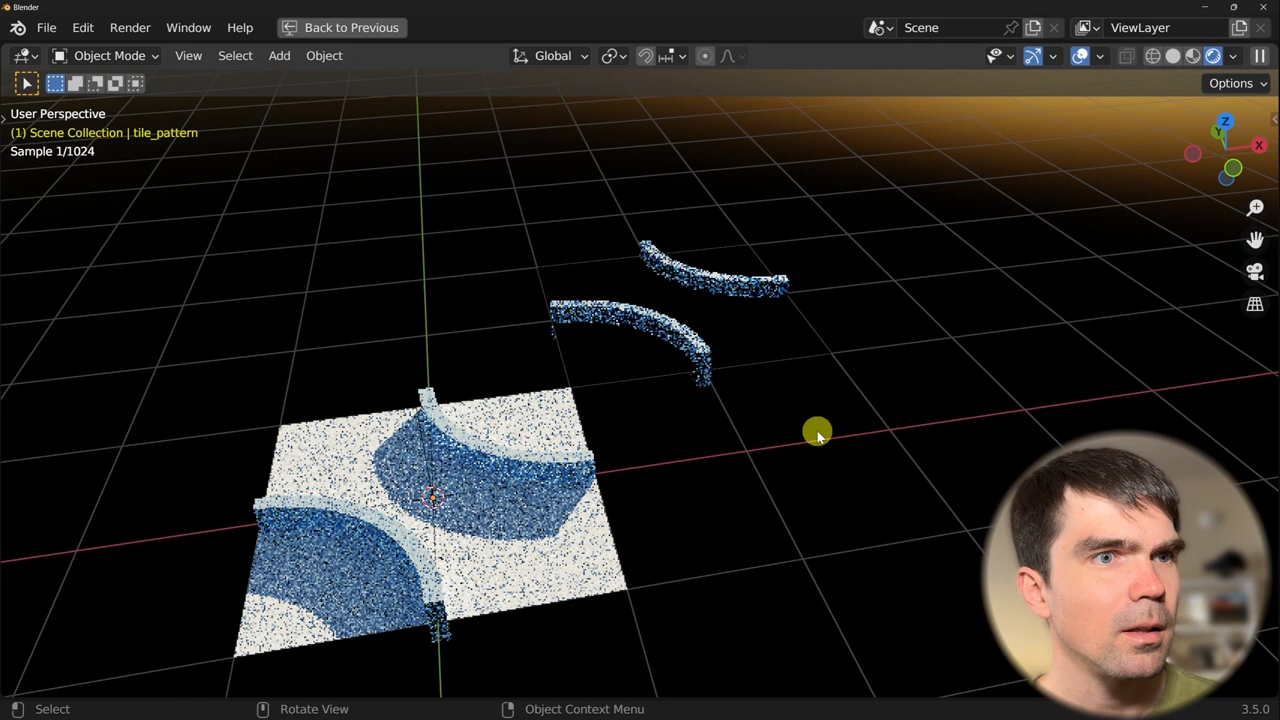 Blender
File Edit Render Window Help Back to Previous Scene ViewLayer
Object Mode View Select Add Object Global
Options
User Perspective
(1) Scene Collection | tile_pattern
Sample 1/1024
Z
Y
X
Select Rotate View Object Context Menu 3.5.0